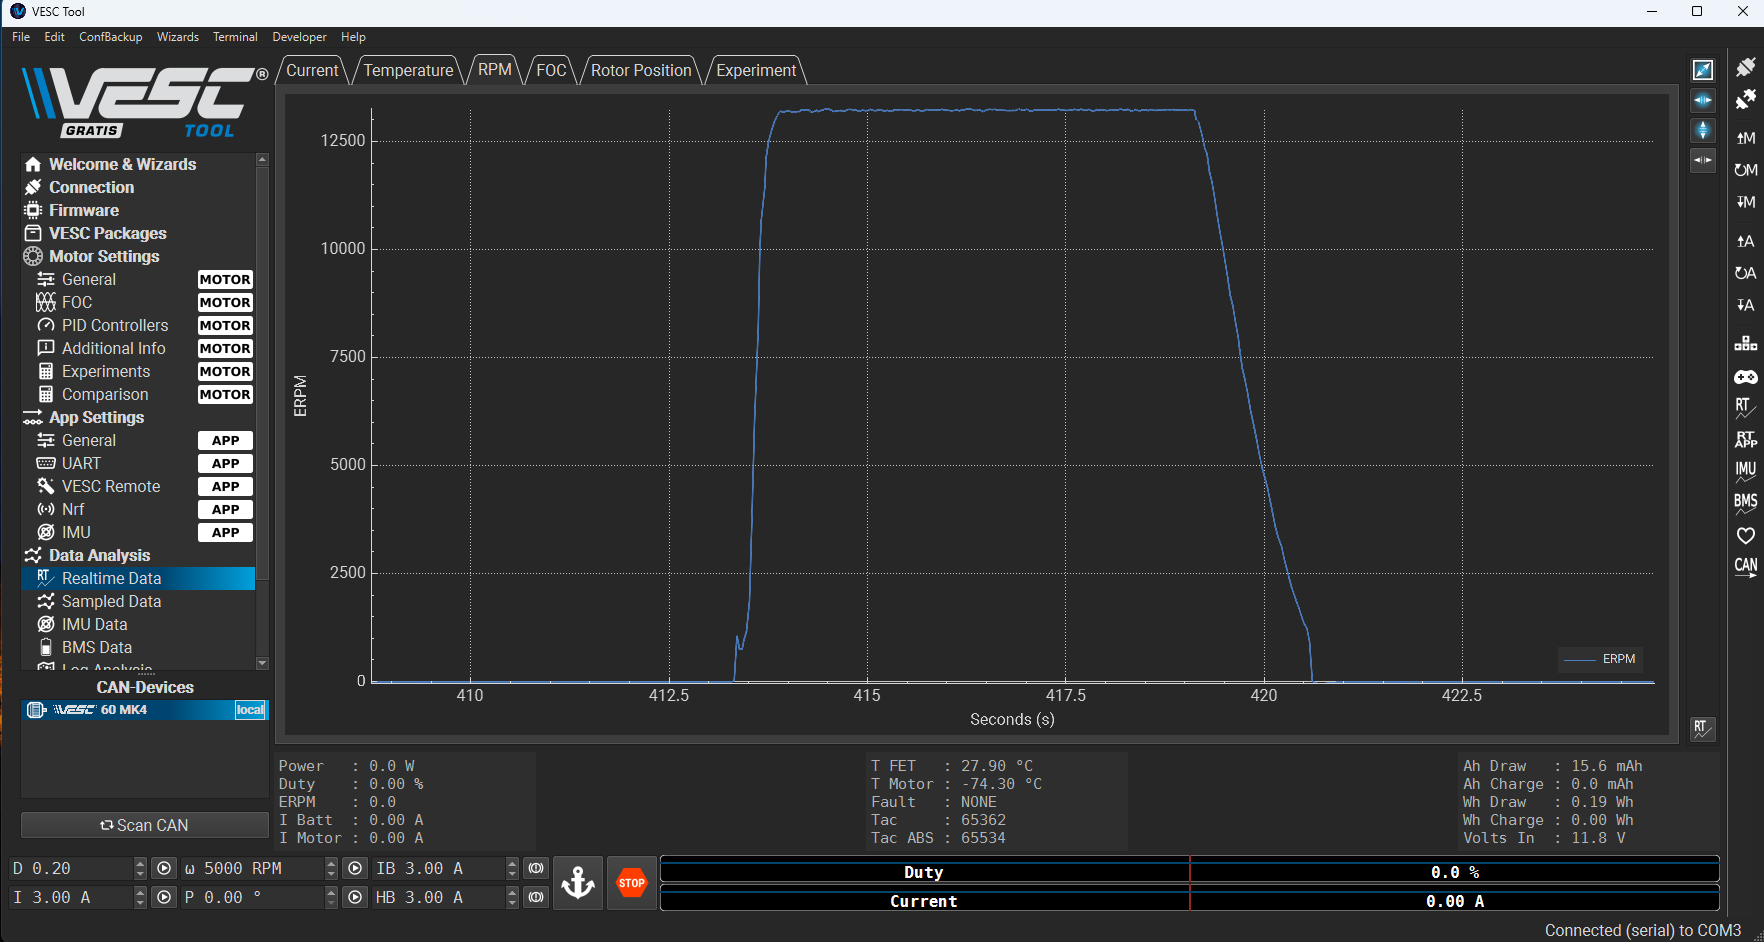 VESC Tool
File Edit ConfBackup Wizards Terminal Developer Help
VESC®
GRATIS TOOL
Welcome & Wizards
Connection
Firmware
VESC Packages
Motor Settings
General MOTOR
FOC MOTOR
PID Controllers MOTOR
Additional Info MOTOR
Experiments MOTOR
Comparison MOTOR
App Settings
General APP
UART APP
VESC Remote APP
Nrf APP
IMU APP
Data Analysis
RT Realtime Data
Sampled Data
IMU Data
BMS Data
Log Analysis
CAN-Devices
VESC 60 MK4 local
Scan CAN
Current Temperature RPM FOC Rotor Position Experiment
12500
10000
7500
5000
2500
0
ERPM
410 412.5 415 417.5 420 422.5
Seconds (s)
ERPM
RT
M
M
M
A
A
A
RT
RT APP
IMU
BMS
CAN
Power : 0.0 W
Duty : 0.00 %
ERPM : 0.0
I Batt : 0.00 A
I Motor : 0.00 A
T FET : 27.90 °C
T Motor : -74.30 °C
Fault : NONE
Tac : 65362
Tac ABS : 65534
Ah Draw : 15.6 mAh
Ah Charge : 0.0 mAh
Wh Draw : 0.19 Wh
Wh Charge : 0.00 Wh
Volts In : 11.8 V
D 0.20 ω 5000 RPM IB 3.00 A
I 3.00 A P 0.00 ° HB 3.00 A
STOP
Duty 0.0 %
Current 0.00 A
Connected (serial) to COM3